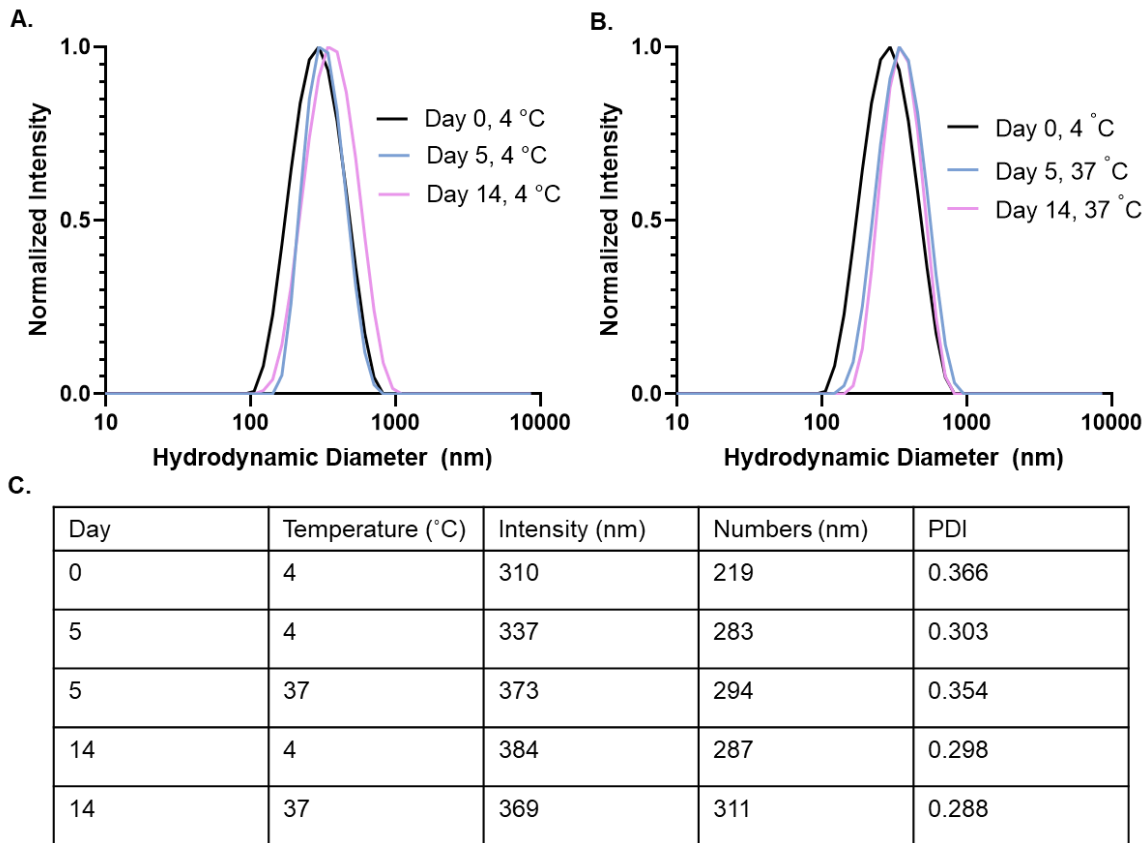 A.
1.0
0.5
0.0
Normalized Intensity
Day 0, 4 °C
Day 5, 4 °C
Day 14, 4 °C
10 100 1000 10000
Hydrodynamic Diameter (nm)
B.
1.0
0.5
0.0
Normalized Intensity
Day 0, 4 °C
Day 5, 37 °C
Day 14, 37 °C
10 100 1000 10000
Hydrodynamic Diameter (nm)
C.
Day Temperature (˚C) Intensity (nm) Numbers (nm) PDI
0 4 310 219 0.366
5 4 337 283 0.303
5 37 373 294 0.354
14 4 384 287 0.298
14 37 369 311 0.288